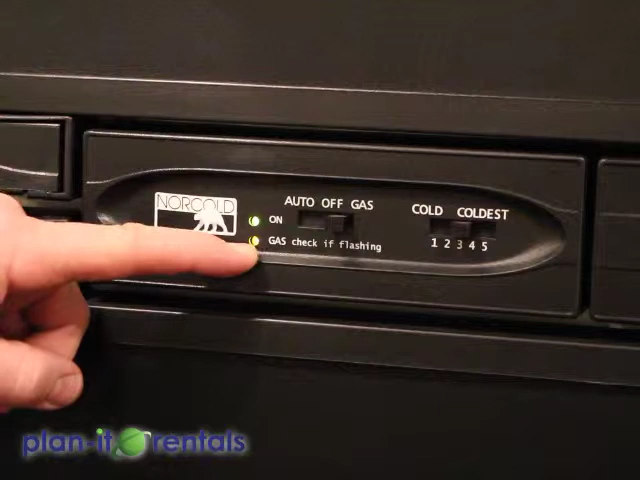 NORCOLD
AUTO OFF GAS
ON
GAS check if flashing
COLD COLDEST
1 2 3 4 5
plan-it rentals